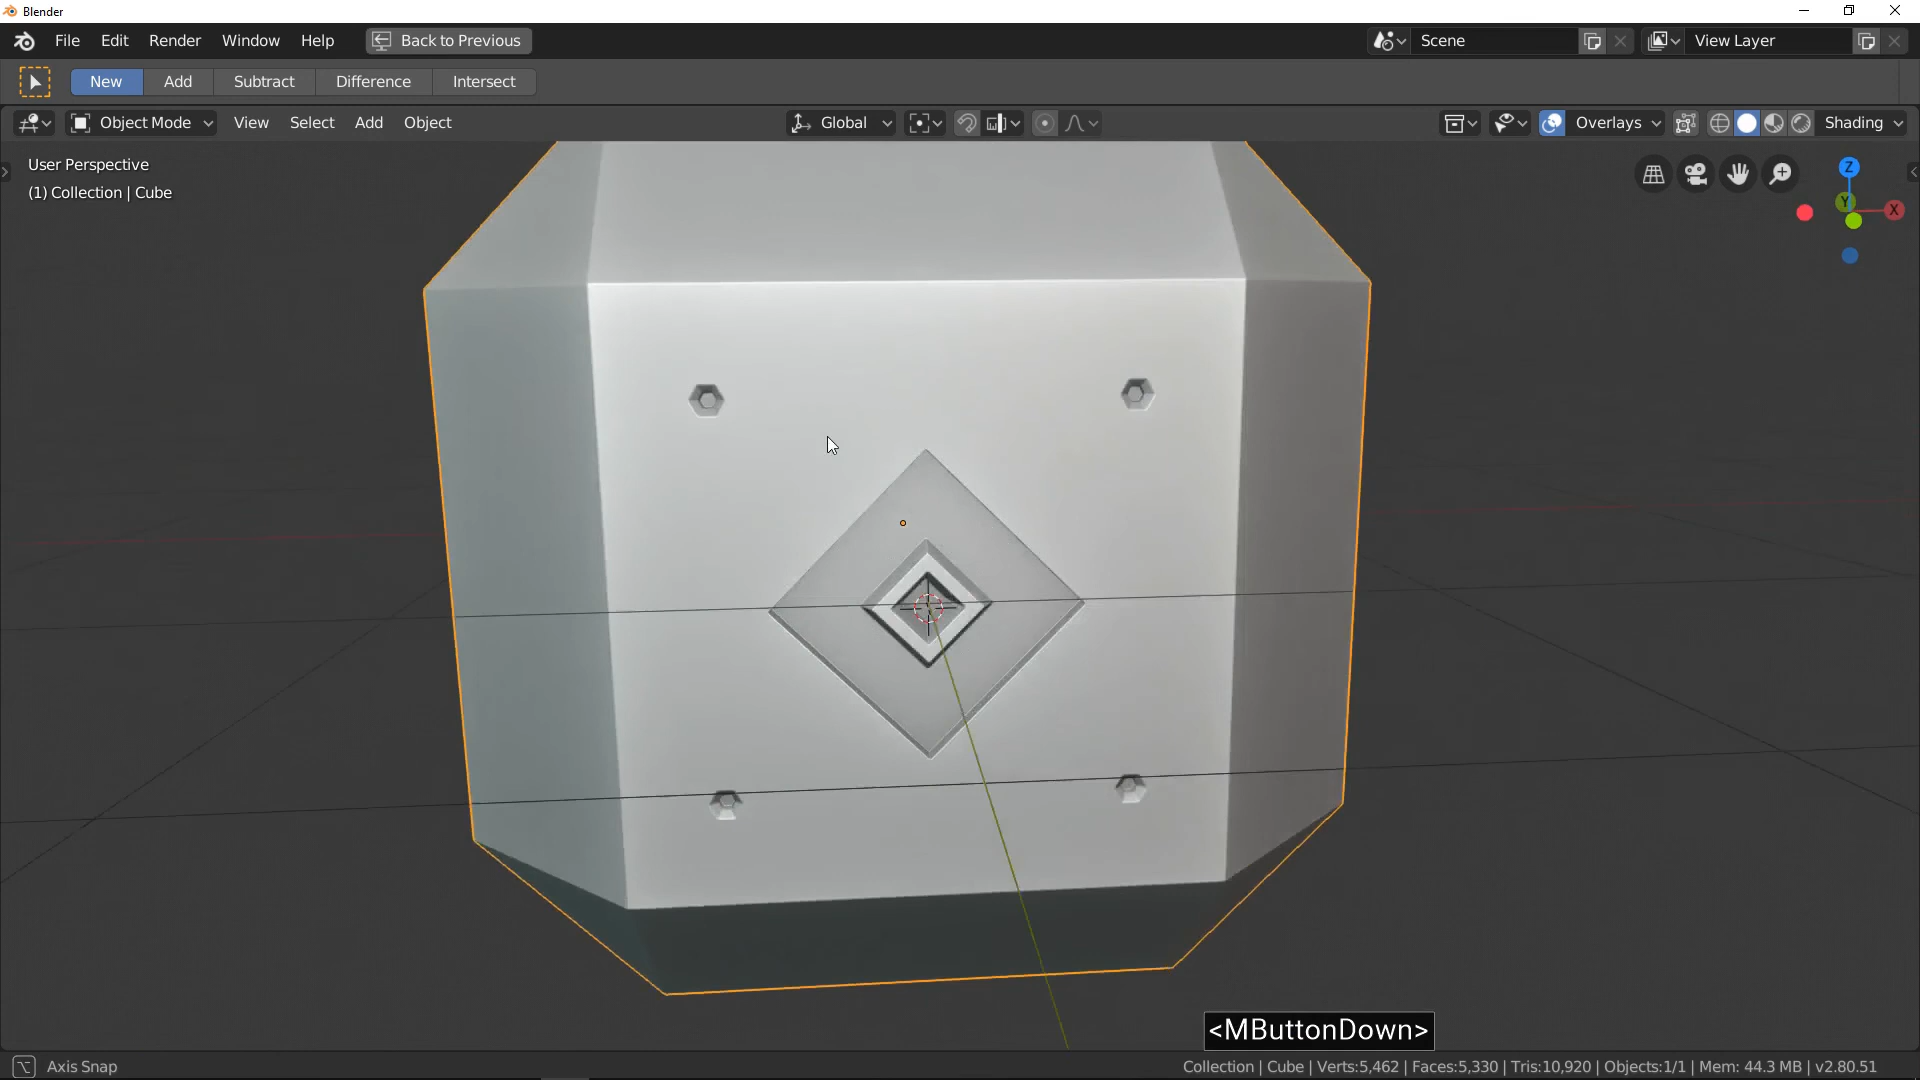 Blender
File Edit Render Window Help Back to Previous Scene View Layer
New Add Subtract Difference Intersect
Object Mode View Select Add Object Global Overlays Shading
User Perspective
(1) Collection | Cube
Z
Y
X
<MButtonDown>
Axis Snap
Collection | Cube | Verts:5,462 | Faces:5,330 | Tris:10,920 | Objects:1/1 | Mem: 44.3 MB | v2.80.51